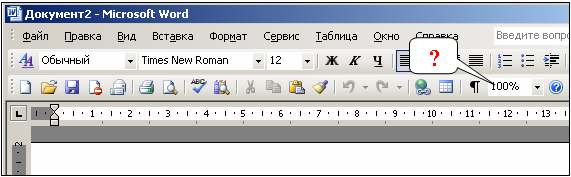 Документ2 - Microsoft Word
Файл Правка Вид Вставка Формат Сервис Таблица Окно Справка Введите вопро
Обычный Times New Roman 12 Ж К Ч
?
100%
1 2 3 4 5 6 7 8 9 10 11 12 13
2